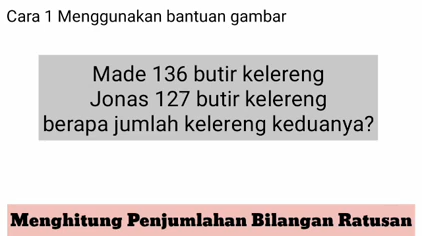 Cara 1 Menggunakan bantuan gambar
Made 136 butir kelereng
Jonas 127 butir kelereng
berapa jumlah kelereng keduanya?
Menghitung Penjumlahan Bilangan Ratusan